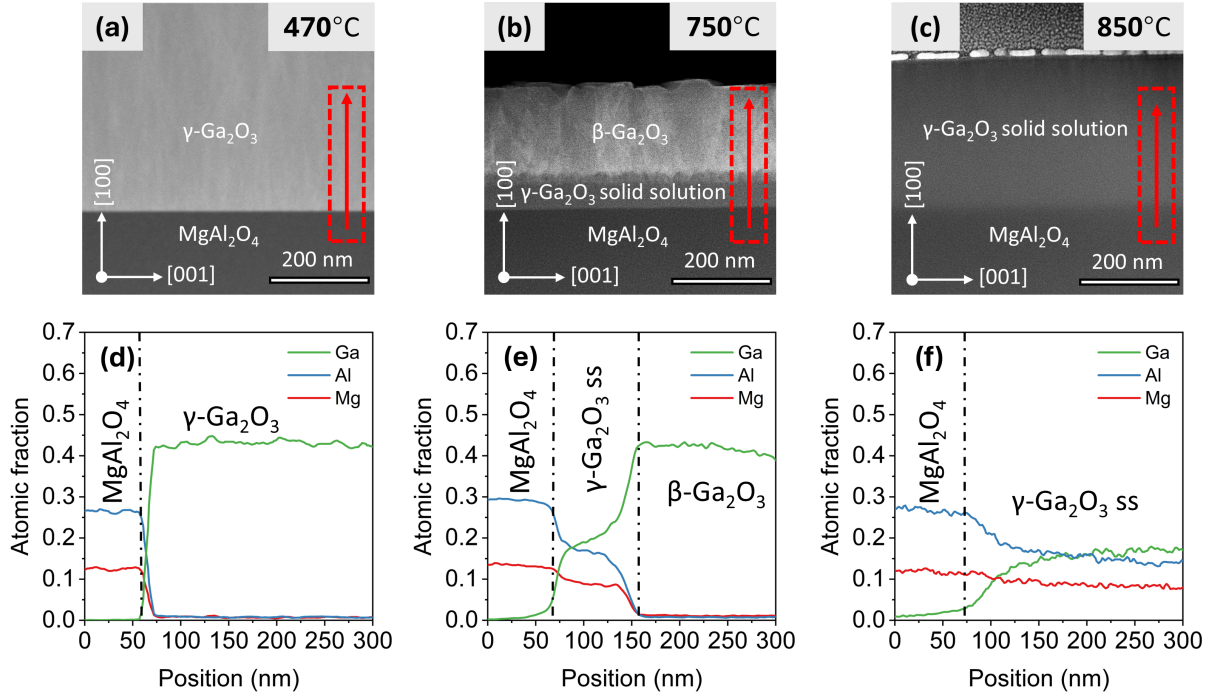 (a) 470°C
γ-Ga₂O₃
[100]
MgAl₂O₄
[001]
200 nm
(b) 750°C
β-Ga₂O₃
γ-Ga₂O₃ solid solution
[100]
MgAl₂O₄
[001]
200 nm
(c) 850°C
γ-Ga₂O₃ solid solution
[100]
MgAl₂O₄
[001]
200 nm
(d)
Ga
Al
Mg
MgAl₂O₄
γ-Ga₂O₃
Atomic fraction
0.7
0.6
0.5
0.4
0.3
0.2
0.1
0.0
0 50 100 150 200 250 300
Position (nm)
(e)
Ga
Al
Mg
MgAl₂O₄
γ-Ga₂O₃ ss
β-Ga₂O₃
Atomic fraction
0.7
0.6
0.5
0.4
0.3
0.2
0.1
0.0
0 50 100 150 200 250 300
Position (nm)
(f)
Ga
Al
Mg
MgAl₂O₄
γ-Ga₂O₃ ss
Atomic fraction
0.7
0.6
0.5
0.4
0.3
0.2
0.1
0.0
0 50 100 150 200 250 300
Position (nm)